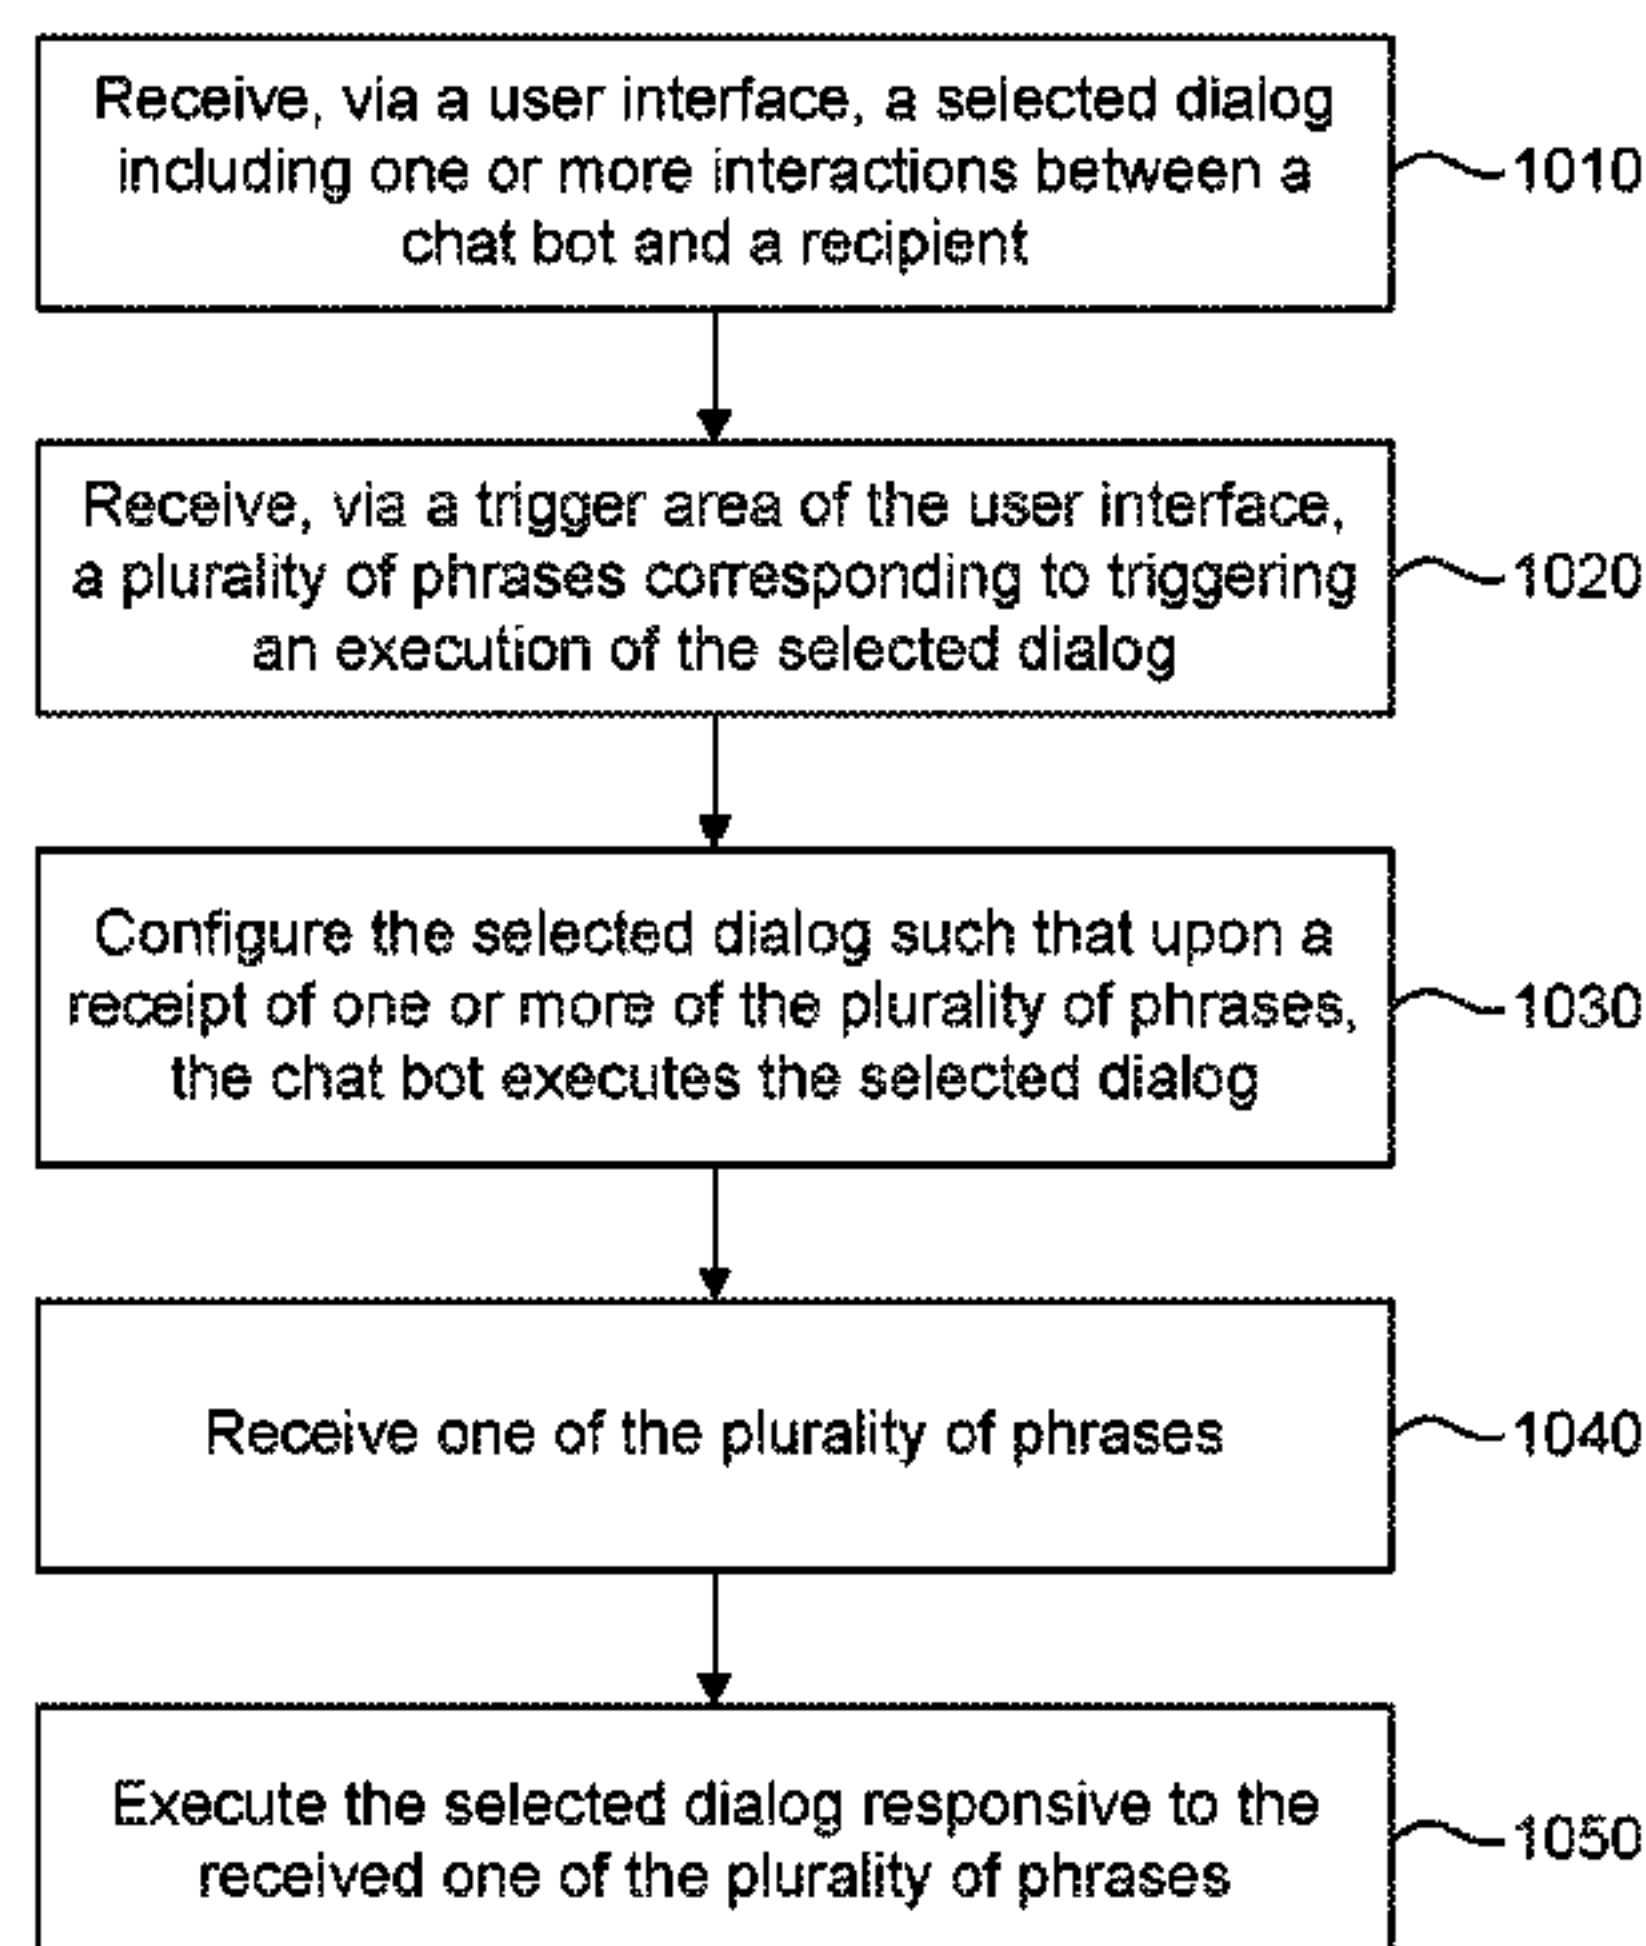 Receive, via a user interface, a selected dialog
including one or more interactions between a
chat bot and a recipient
1010
Receive, via a trigger area of the user interface,
a plurality of phrases corresponding to triggering
an execution of the selected dialog
1020
Configure the selected dialog such that upon a
receipt of one or more of the plurality of phrases,
the chat bot executes the selected dialog
1030
Receive one of the plurality of phrases
1040
Execute the selected dialog responsive to the
received one of the plurality of phrases
1050